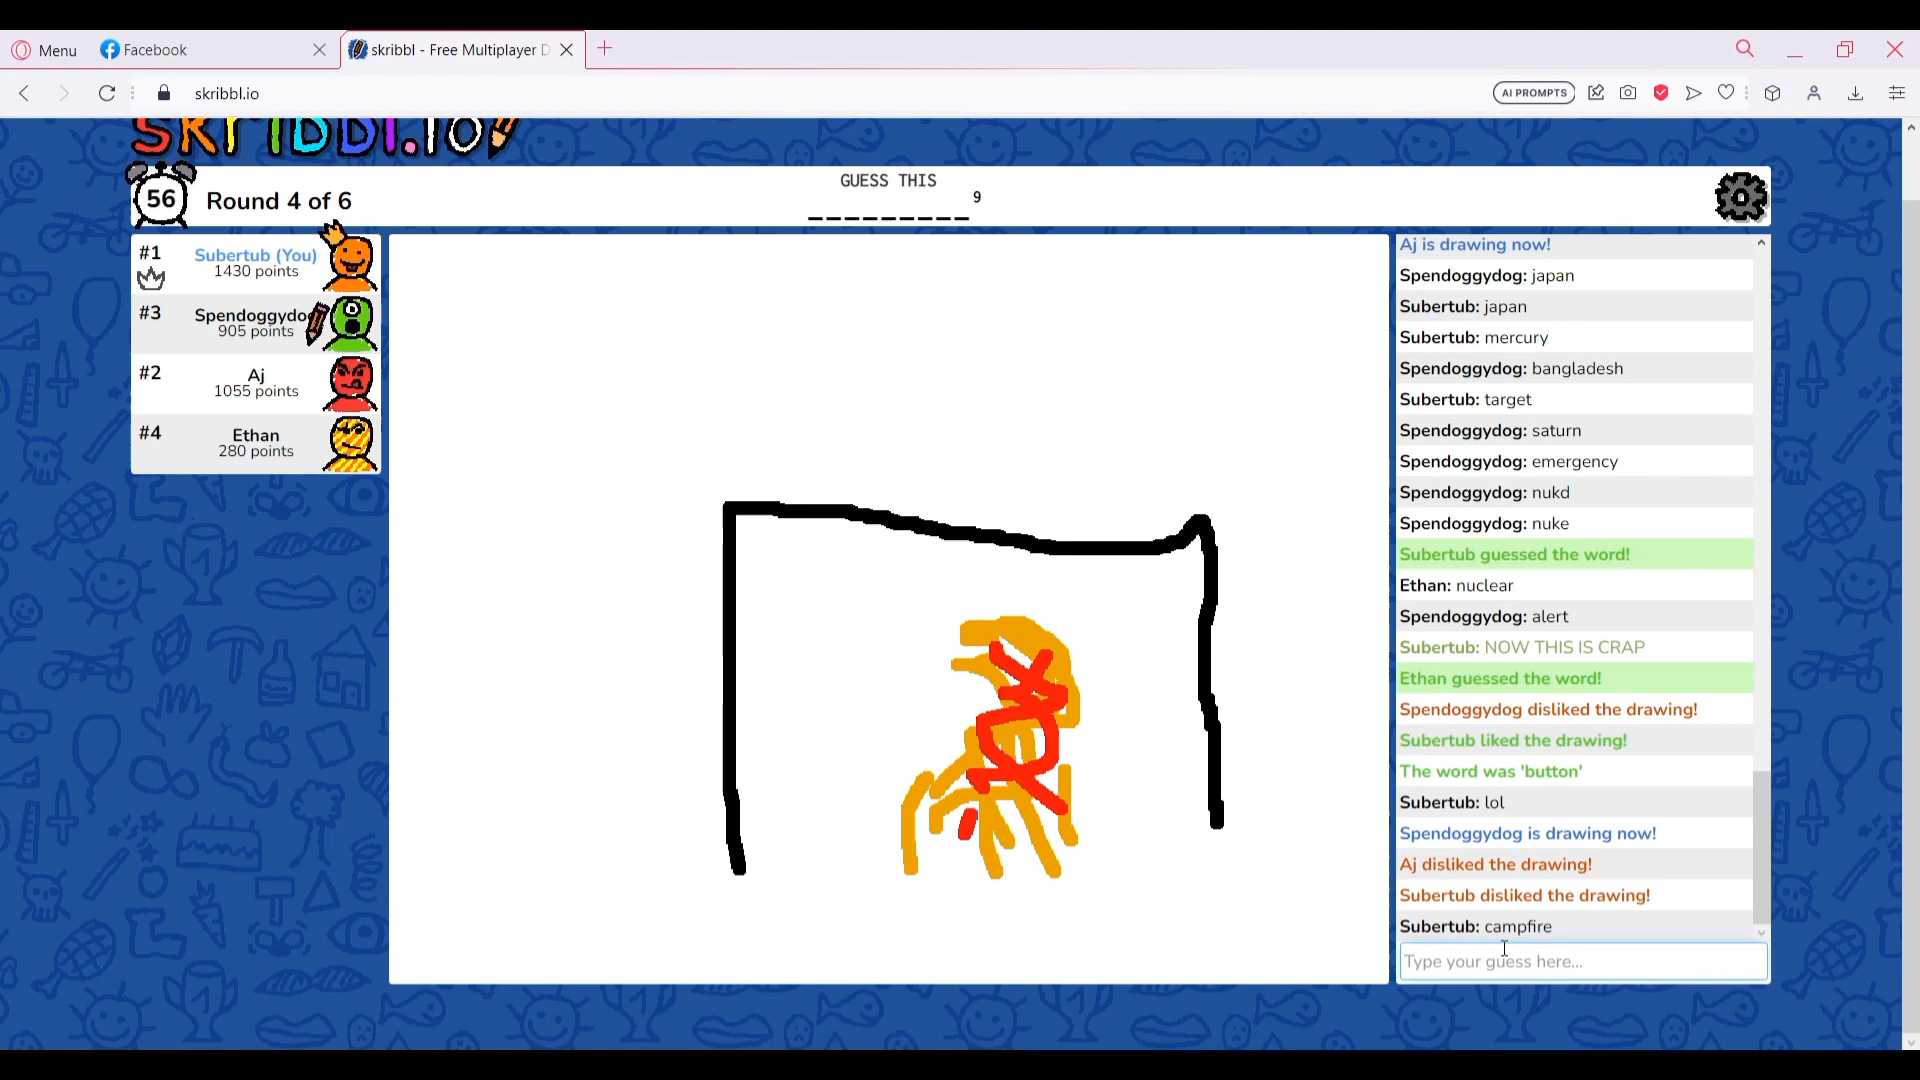 Menu
Facebook
skribbl - Free Multiplayer D
skribbl.io
AI PROMPTS
SKRIBBL.IO
56
Round 4 of 6
GUESS THIS
_________ 9
#1
Subertub (You)
1430 points
#3
Spendoggydog
905 points
#2
Aj
1055 points
#4
Ethan
280 points
Aj is drawing now!
Spendoggydog: japan
Subertub: japan
Subertub: mercury
Spendoggydog: bangladesh
Subertub: target
Spendoggydog: saturn
Spendoggydog: emergency
Spendoggydog: nukd
Spendoggydog: nuke
Subertub guessed the word!
Ethan: nuclear
Spendoggydog: alert
Subertub: NOW THIS IS CRAP
Ethan guessed the word!
Spendoggydog disliked the drawing!
Subertub liked the drawing!
The word was 'button'
Subertub: lol
Spendoggydog is drawing now!
Aj disliked the drawing!
Subertub disliked the drawing!
Subertub: campfire
Type your guess here...